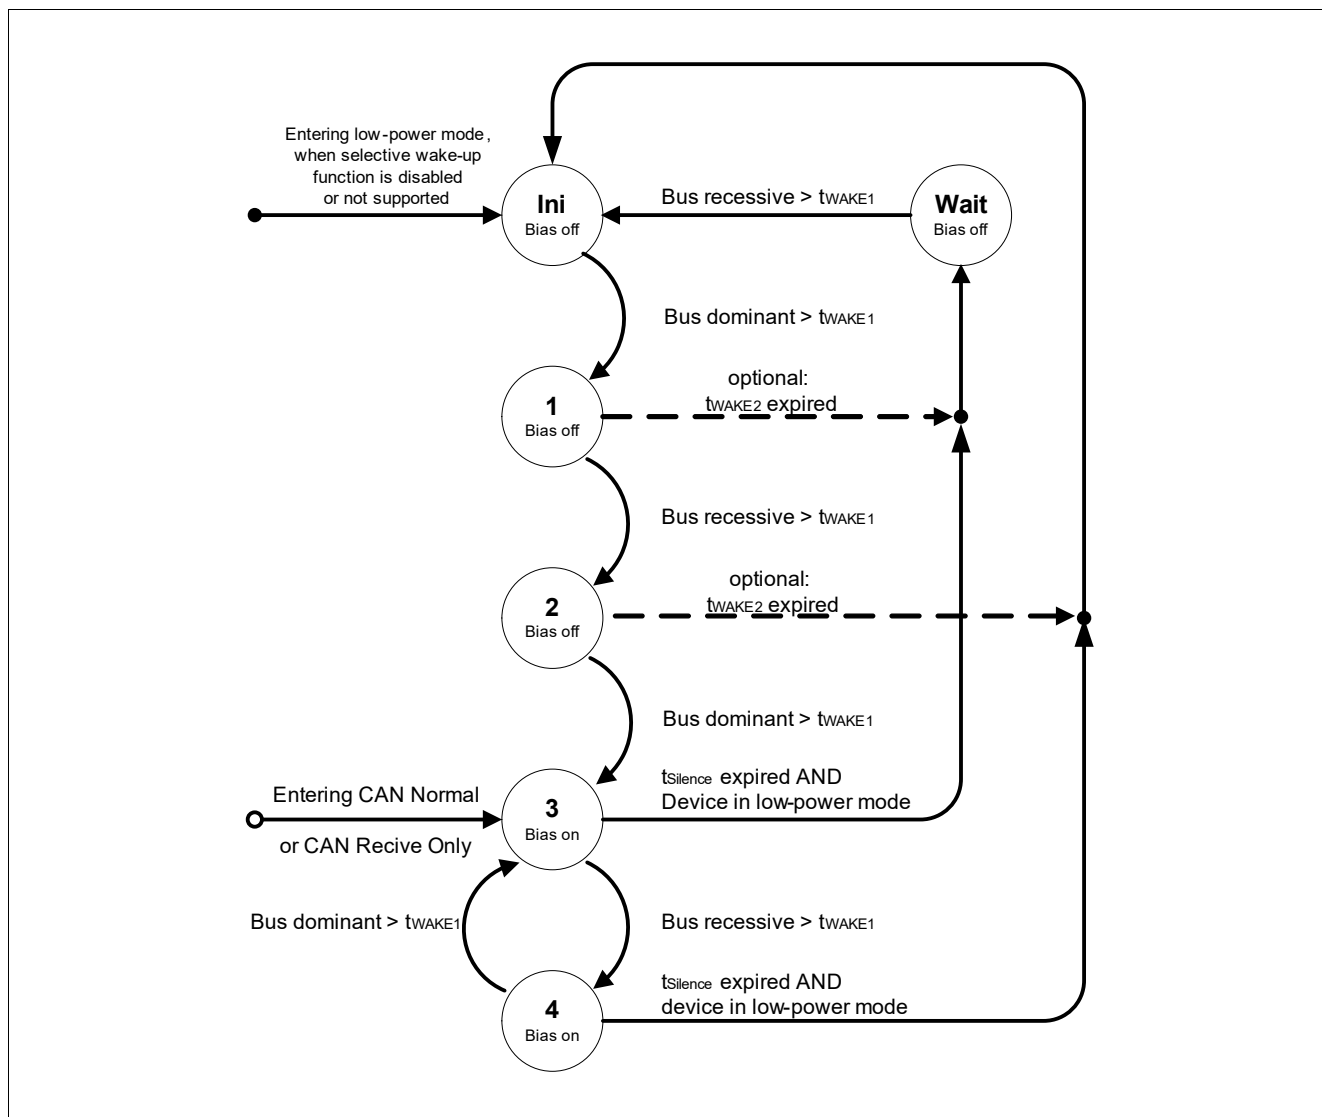 Entering low-power mode,
when selective wake-up
function is disabled
or not supported
Ini
Bias off
Bus recessive > tWAKE1
Wait
Bias off
Bus dominant > tWAKE1
1
Bias off
optional:
tWAKE2 expired
Bus recessive > tWAKE1
2
Bias off
optional:
tWAKE2 expired
Bus dominant > tWAKE1
Entering CAN Normal
or CAN Recive Only
3
Bias on
tSilence expired AND
Device in low-power mode
Bus dominant > tWAKE1
Bus recessive > tWAKE1
4
Bias on
tSilence expired AND
device in low-power mode